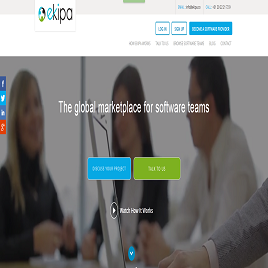 ekipa
LOG IN
SIGN UP
BECOME A SOFTWARE PROVIDER
HOW EKIPA WORKS
TALK TO US
BROWSE SOFTWARE TEAMS
BLOG
CONTACT
The global marketplace for software teams
DISCUSS YOUR PROJECT
TALK TO US
Watch How It Works